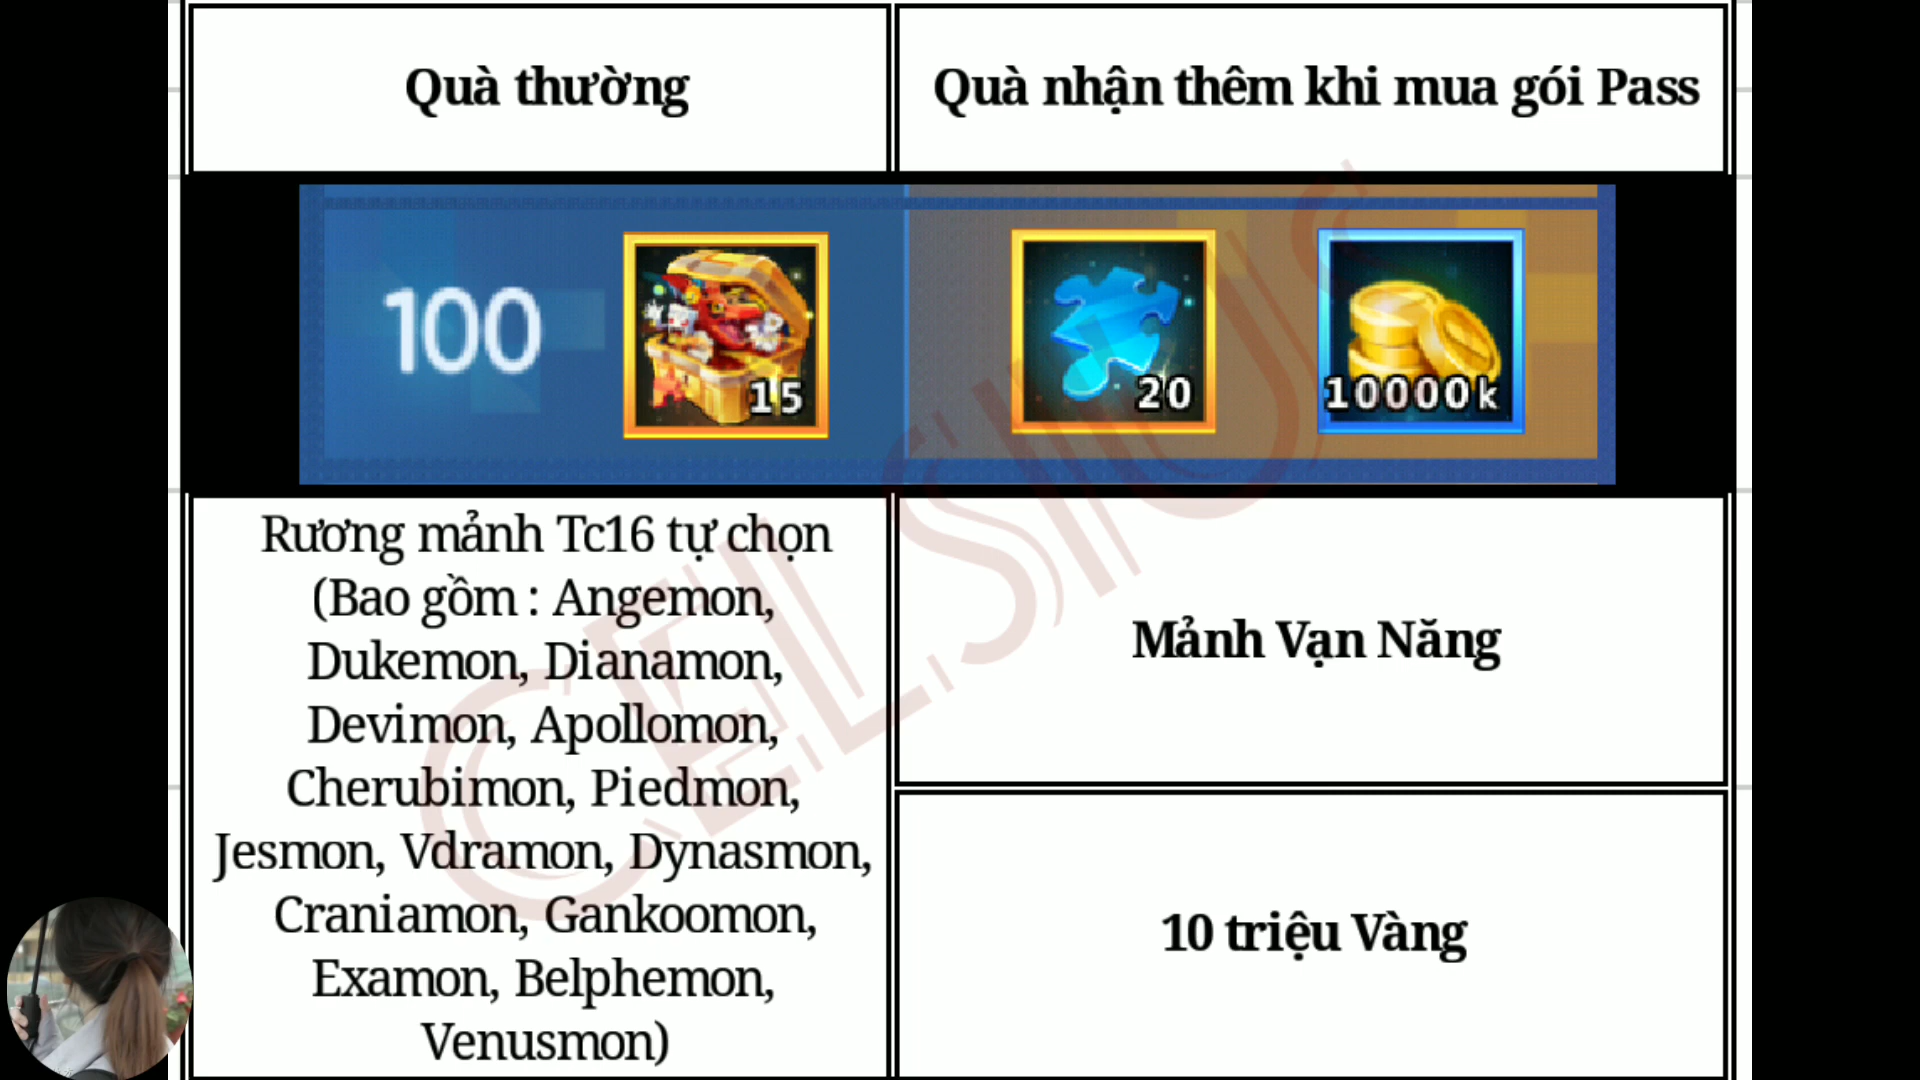 Quà thường
Quà nhận thêm khi mua gói Pass
100
15
20
10000k
Rương mảnh Tc16 tự chọn
(Bao gồm : Angemon,
Dukemon, Dianamon,
Devimon, Apollomon,
Cherubimon, Piedmon,
Jesmon, Vdramon, Dynasmon,
Craniamon, Gankoomon,
Examon, Belphemon,
Venusmon)
Mảnh Vạn Năng
10 triệu Vàng
CELSIUS